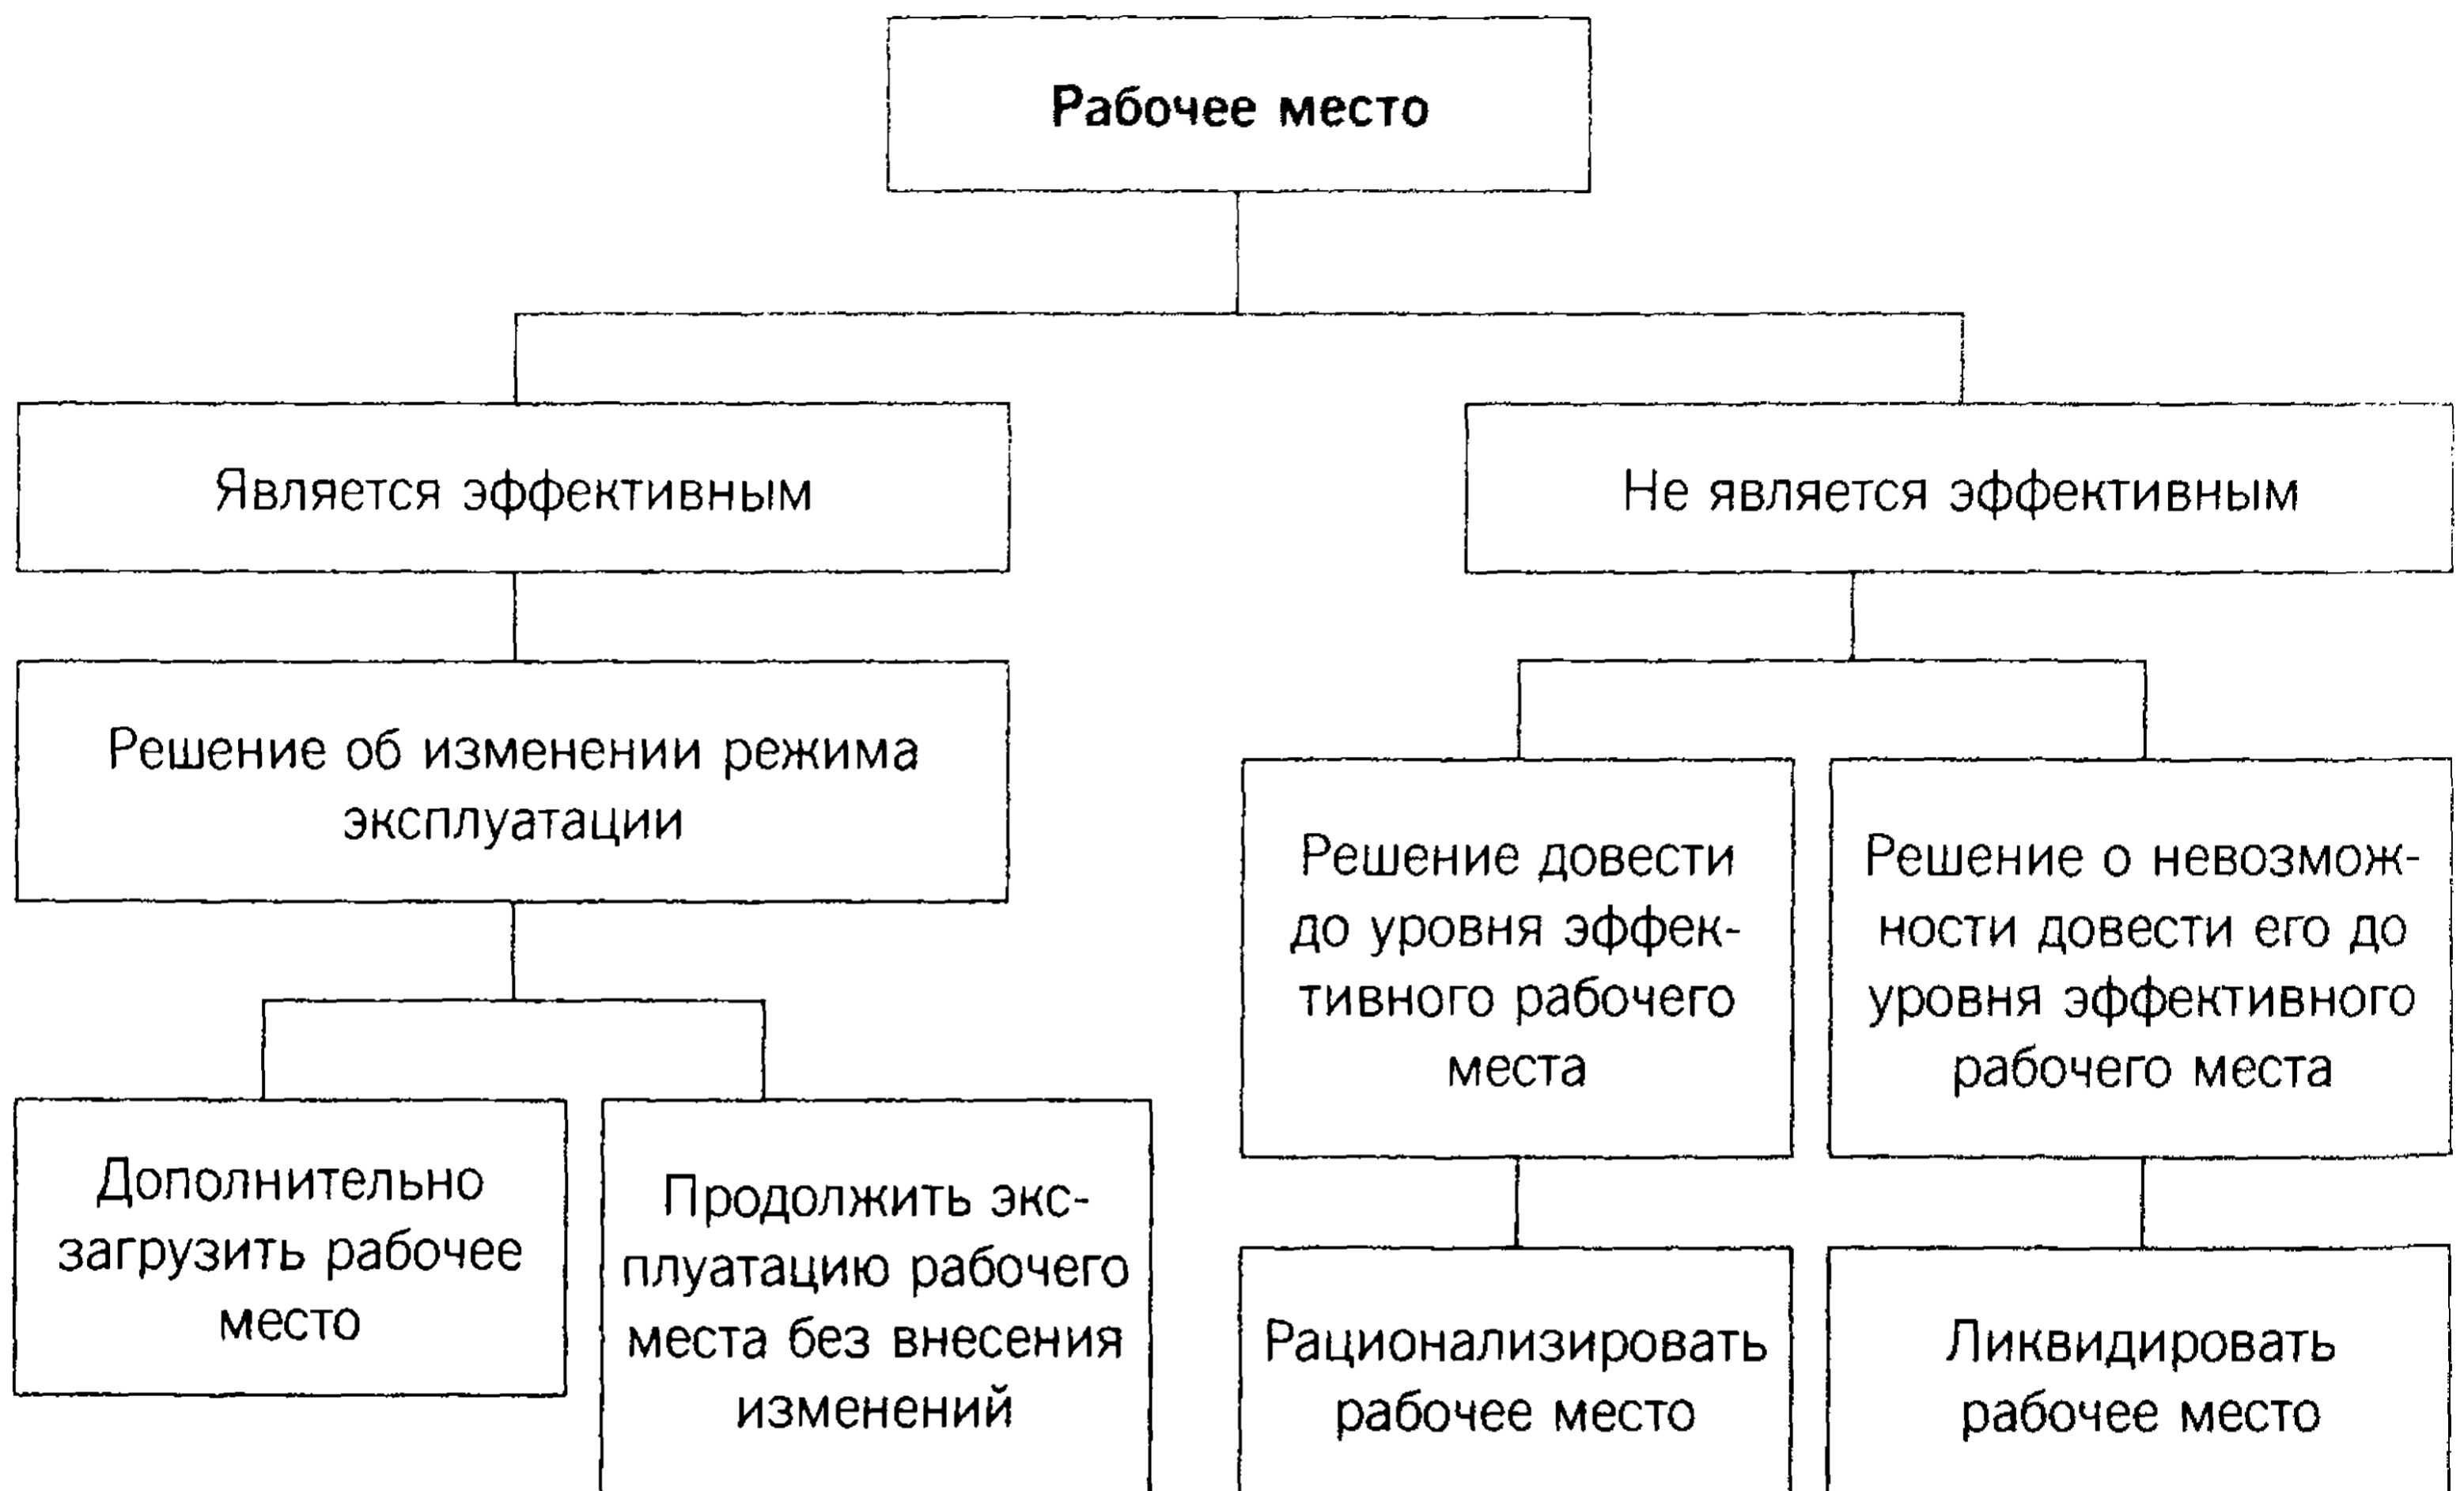 Рабочее место
Является эффективным
Не является эффективным
Решение об изменении режима
эксплуатации
Решение довести
до уровня эффек-
тивного рабочего
места
Решение о невозмож-
ности довести его до
уровня эффективного
рабочего места
Дополнительно
загрузить рабочее
место
Продолжить экс-
плуатацию рабочего
места без внесения
изменений
Рационализировать
рабочее место
Ликвидировать
рабочее место